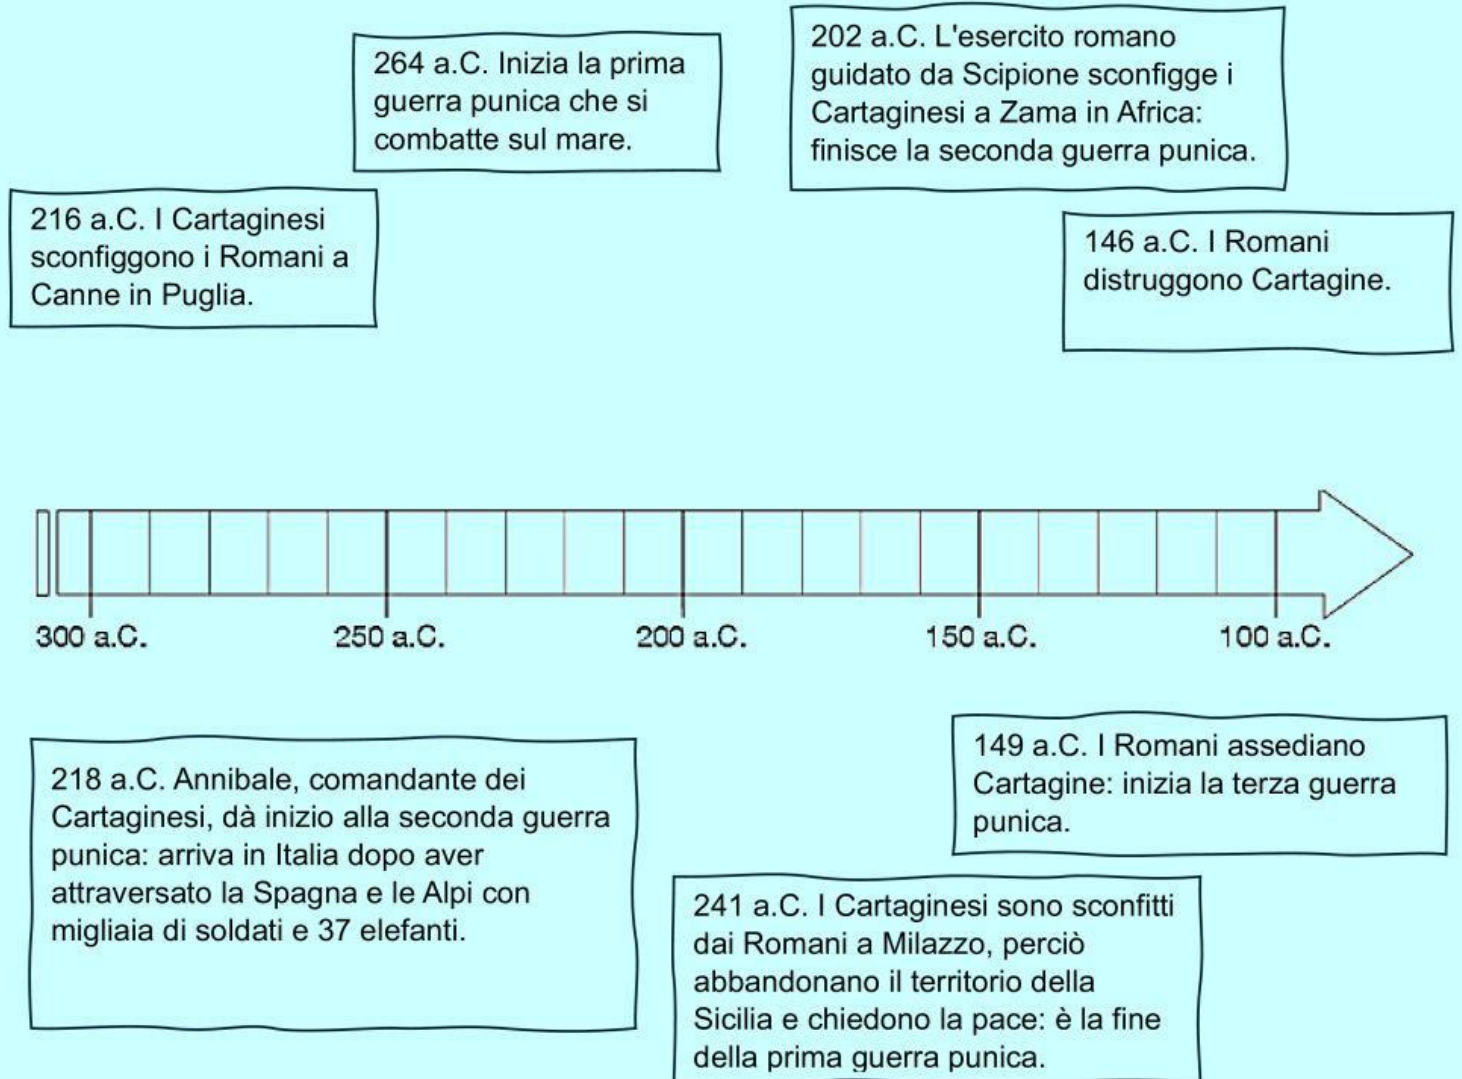 264 a.C. Inizia la prima
guerra punica che si
combatte sul mare.
202 a.C. L'esercito romano
guidato da Scipione sconfigge i
Cartaginesi a Zama in Africa:
finisce la seconda guerra punica.
216 a.C. I Cartaginesi
sconfiggono i Romani a
Canne in Puglia.
146 a.C. I Romani
distruggono Cartagine.
300 a.C.
250 a.C.
200 a.C.
150 a.C.
100 a.C.
218 a.C. Annibale, comandante dei
Cartaginesi, dà inizio alla seconda guerra
punica: arriva in Italia dopo aver
attraversato la Spagna e le Alpi con
migliaia di soldati e 37 elefanti.
149 a.C. I Romani assediano
Cartagine: inizia la terza guerra
punica.
241 a.C. I Cartaginesi sono sconfitti
dai Romani a Milazzo, perciò
abbandonano il territorio della
Sicilia e chiedono la pace: è la fine
della prima guerra punica.